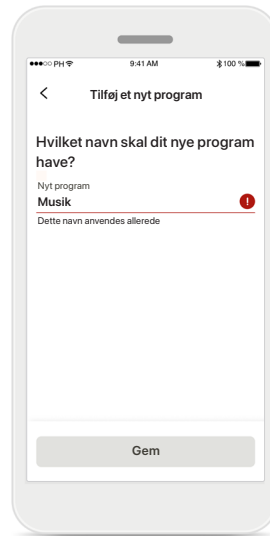 PH 9:41 AM 100 %
Tilføj et nyt program
Hvilket navn skal dit nye program
have?
Nyt program
Musik
!
Dette navn anvendes allerede
Gem